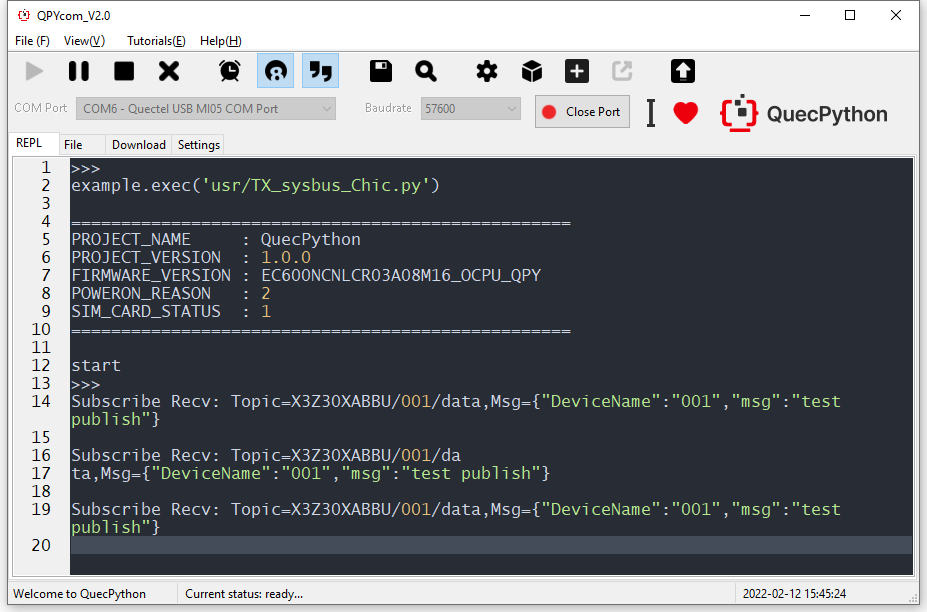 QPYcom_V2.0
File (F) View(V) Tutorials(E) Help(H)
COM Port COM6 - Quectel USB MI05 COM Port Baudrate 57600 Close Port QuecPython
REPL File Download Settings
1 >>>
2 example.exec('usr/TX_sysbus_Chic.py')
3
4 ==================================================
5 PROJECT_NAME : QuecPython
6 PROJECT_VERSION : 1.0.0
7 FIRMWARE_VERSION : EC600NCNLCR03A08M16_OCPU_QPY
8 POWERON_REASON : 2
9 SIM_CARD_STATUS : 1
10 ==================================================
11
12 start
13 >>>
14 Subscribe Recv: Topic=X3Z30XABBU/001/data,Msg={"DeviceName":"001","msg":"test
publish"}
15
16 Subscribe Recv: Topic=X3Z30XABBU/001/da
17 ta,Msg={"DeviceName":"001","msg":"test publish"}
18
19 Subscribe Recv: Topic=X3Z30XABBU/001/data,Msg={"DeviceName":"001","msg":"test
publish"}
20
Welcome to QuecPython Current status: ready... 2022-02-12 15:45:24